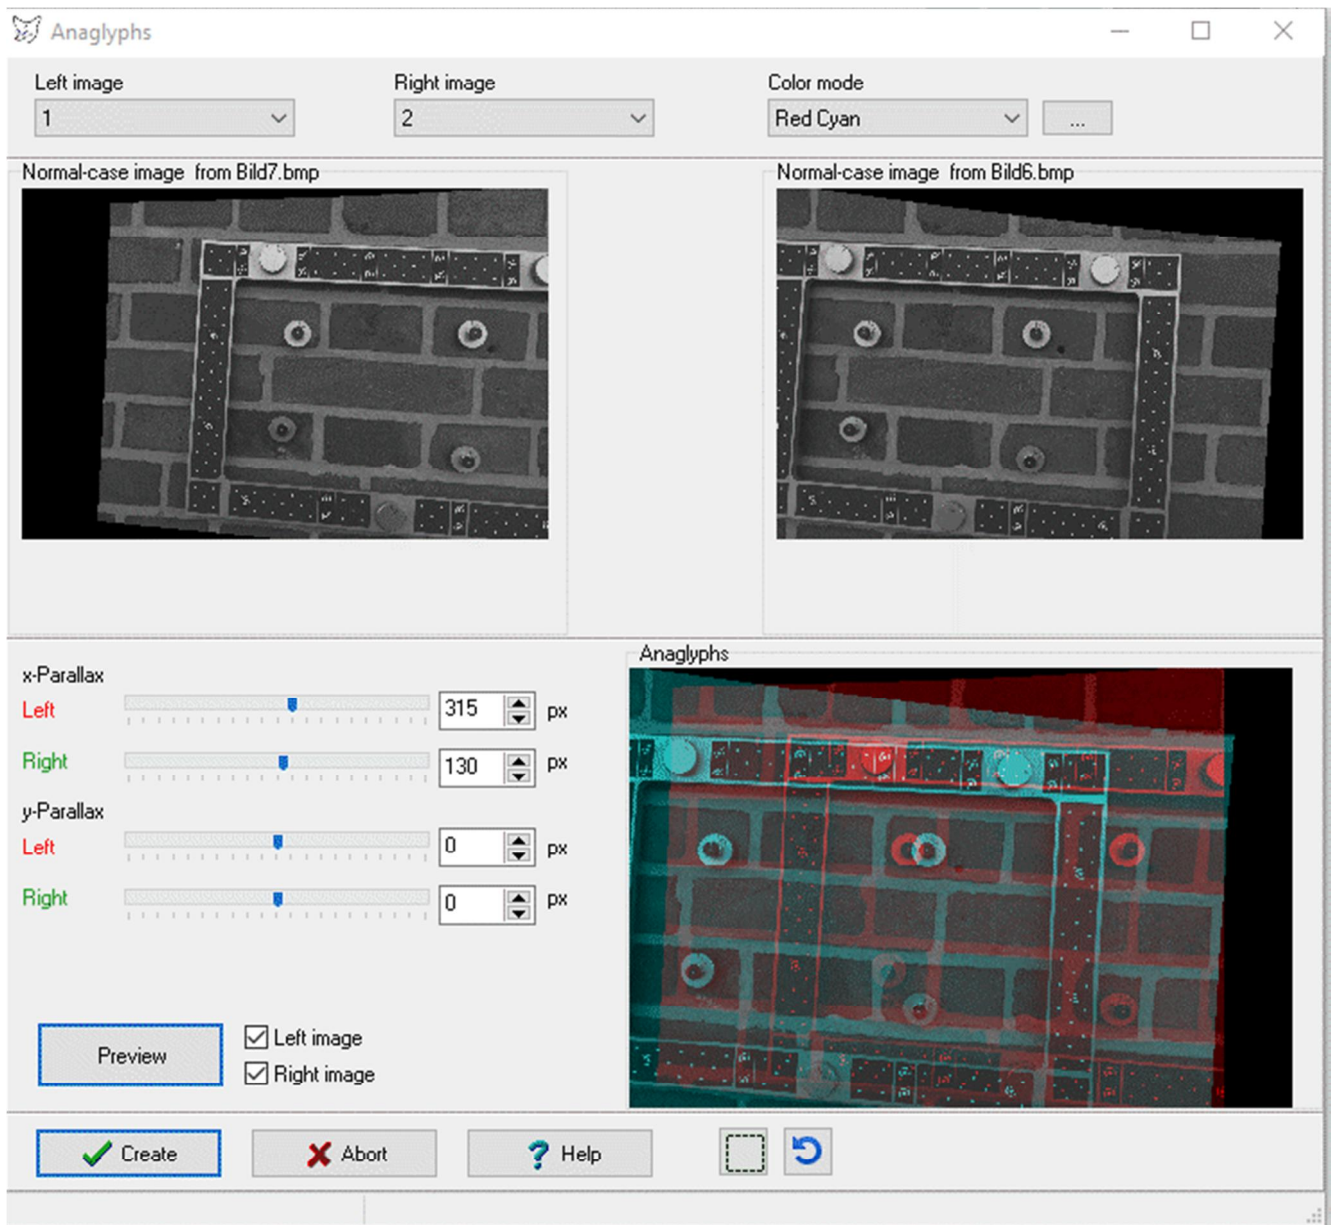 Anaglyphs
Left image
Right image
Color mode
1
2
Red Cyan
...
Normal-case image from Bild7.bmp
Normal-case image from Bild6.bmp
x-Parallax
Left
315
px
Right
130
px
y-Parallax
Left
0
px
Right
0
px
Anaglyphs
Preview
Left image
Right image
Create
Abort
? Help